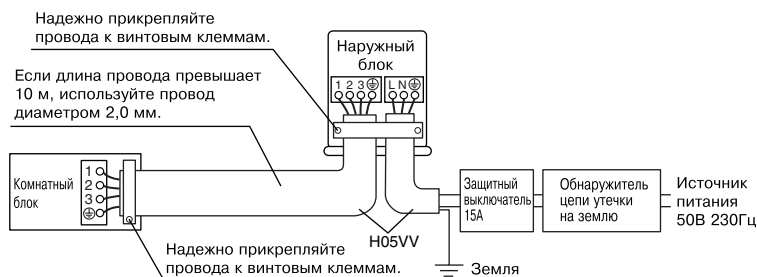 Надежно прикрепляйте
провода к винтовым клеммам.
Если длина провода превышает
10 м, используйте провод
диаметром 2,0 мм.
Наружный
блок
1 2 3
L N
Комнатный
блок
1
2
3
Защитный
выключатель
15А
Обнаружитель
цепи утечки
на землю
Источник
питания
50В 230Гц
H05VV
Надежно прикрепляйте
провода к винтовым клеммам.
Земля